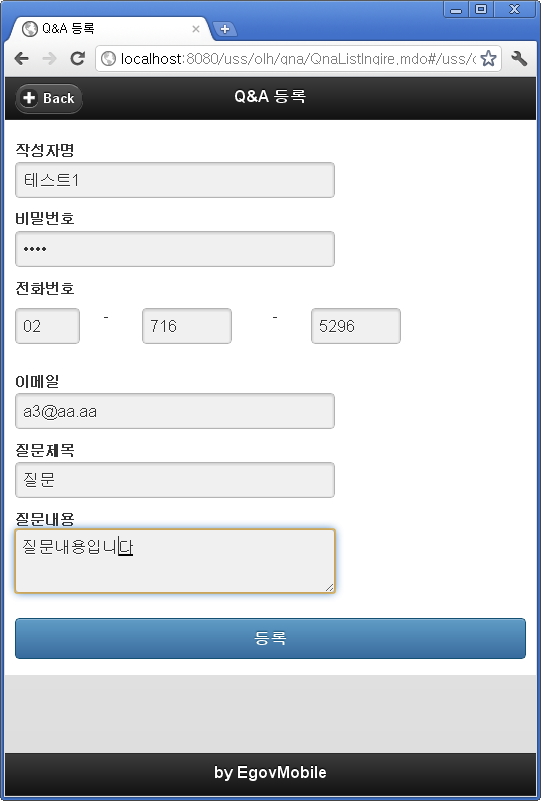 Q&A 등록
localhost:8080/uss/olh/qna/QnaListInqire.mdo#/uss/
Back
Q&A 등록
작성자명
테스트1
비밀번호
••••
전화번호
02 - 716 - 5296
이메일
a3@aa.aa
질문제목
질문
질문내용
질문내용입니다
등록
by EgovMobile